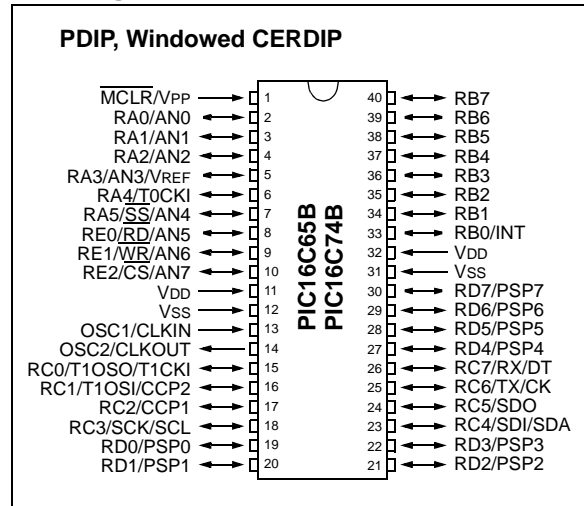 PDIP, Windowed CERDIP
MCLR/VPP 1 40 RB7
RA0/AN0 2 39 RB6
RA1/AN1 3 38 RB5
RA2/AN2 4 37 RB4
RA3/AN3/VREF 5 36 RB3
RA4/T0CKI 6 35 RB2
RA5/SS/AN4 7 34 RB1
RE0/RD/AN5 8 33 RB0/INT
RE1/WR/AN6 9 32 VDD
RE2/CS/AN7 10 31 VSS
VDD 11 30 RD7/PSP7
VSS 12 29 RD6/PSP6
OSC1/CLKIN 13 28 RD5/PSP5
OSC2/CLKOUT 14 27 RD4/PSP4
RC0/T1OSO/T1CKI 15 26 RC7/RX/DT
RC1/T1OSI/CCP2 16 25 RC6/TX/CK
RC2/CCP1 17 24 RC5/SDO
RC3/SCK/SCL 18 23 RC4/SDI/SDA
RD0/PSP0 19 22 RD3/PSP3
RD1/PSP1 20 21 RD2/PSP2
PIC16C65B
PIC16C74B